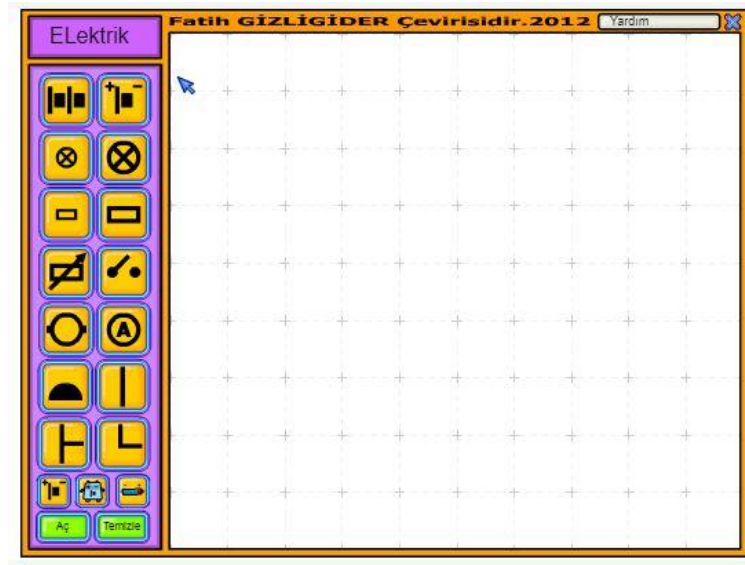 ELektrik
Fatih GİZLİGİDER Çevirisidir.2012
Yardım
A
Aç
Temizle